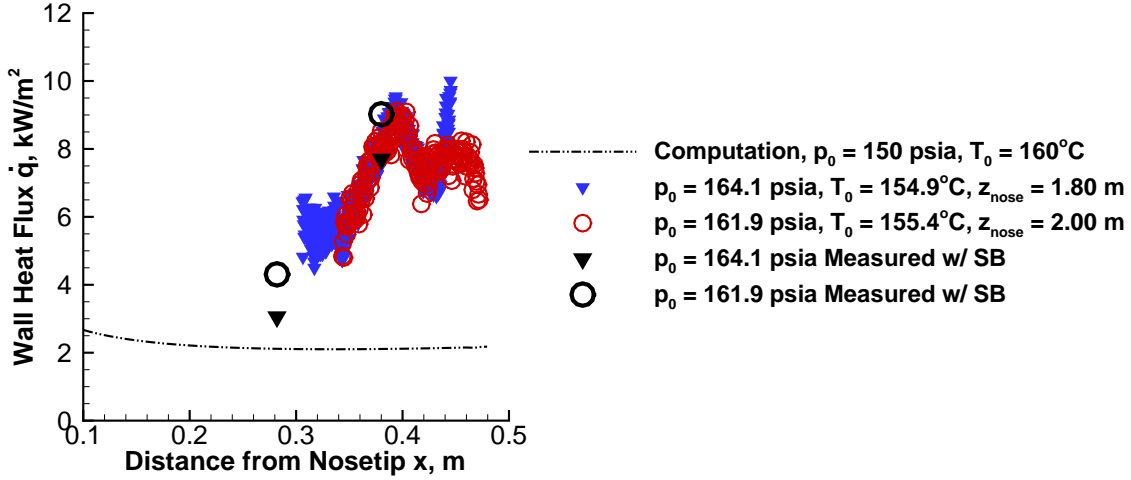 12
10
8
6
4
2
0
Wall Heat Flux q̇, kW/m²
0.1
0.2
0.3
0.4
0.5
Distance from Nosetip x, m
Computation, p₀ = 150 psia, T₀ = 160°C
p₀ = 164.1 psia, T₀ = 154.9°C, z_nose = 1.80 m
p₀ = 161.9 psia, T₀ = 155.4°C, z_nose = 2.00 m
p₀ = 164.1 psia Measured w/ SB
p₀ = 161.9 psia Measured w/ SB